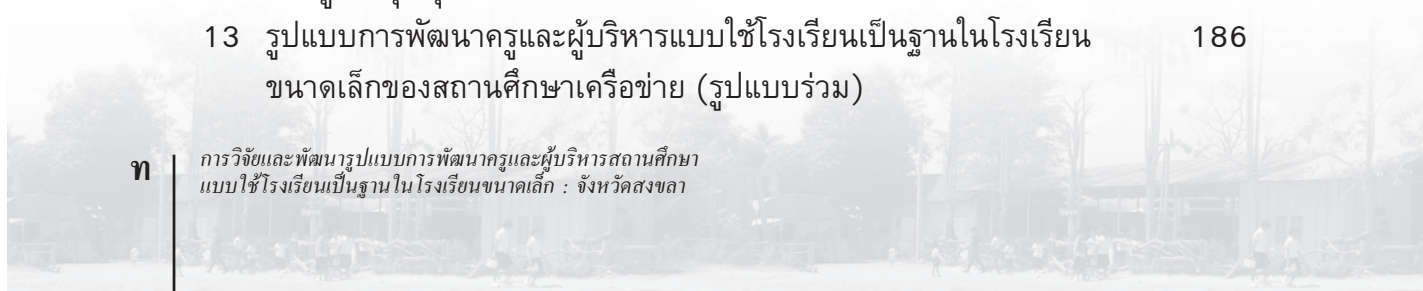 13 รูปแบบการพัฒนาครูและผู้บริหารแบบใช้โรงเรียนเป็นฐานในโรงเรียน 186
ขนาดเล็กของสถานศึกษาเครือข่าย (รูปแบบร่วม)
ท
การวิจัยและพัฒนารูปแบบการพัฒนาครูและผู้บริหารสถานศึกษา
แบบใช้โรงเรียนเป็นฐานในโรงเรียนขนาดเล็ก : จังหวัดสงขลา